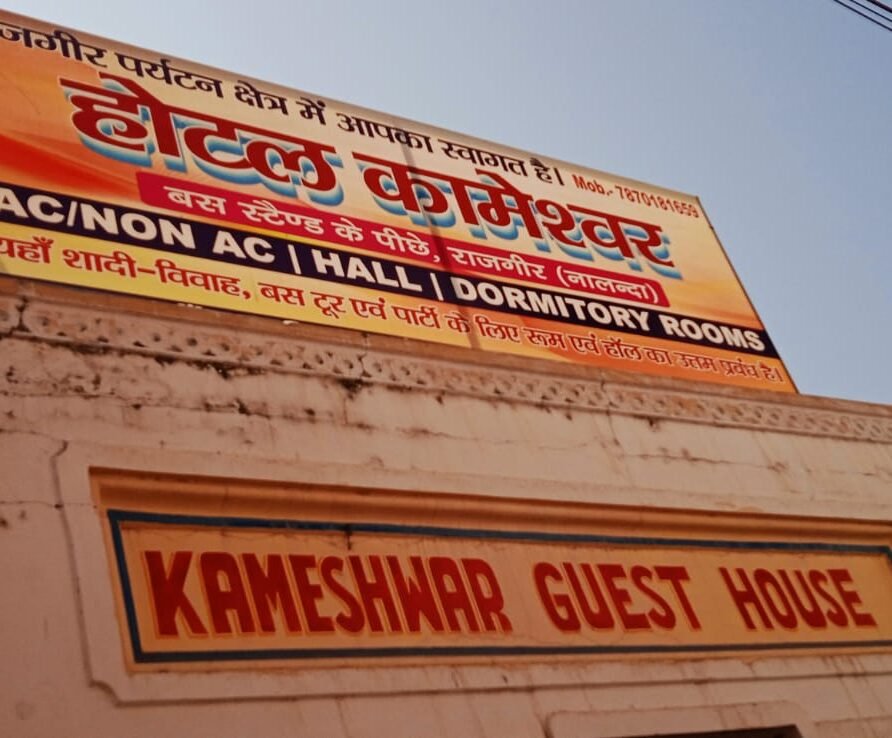 जगीर पर्यटन क्षेत्र में आपका स्वागत है।
Mob.- 7870181659
होटल कामेश्वर
बस स्टैण्ड के पीछे, राजगीर (नालन्दा)
AC/NON AC | HALL | DORMITORY ROOMS
यहाँ शादी-विवाह, बस टूर एवं पार्टी के लिए रूम एवं हॉल का उत्तम प्रबंध है।
KAMESHWAR GUEST HOUSE